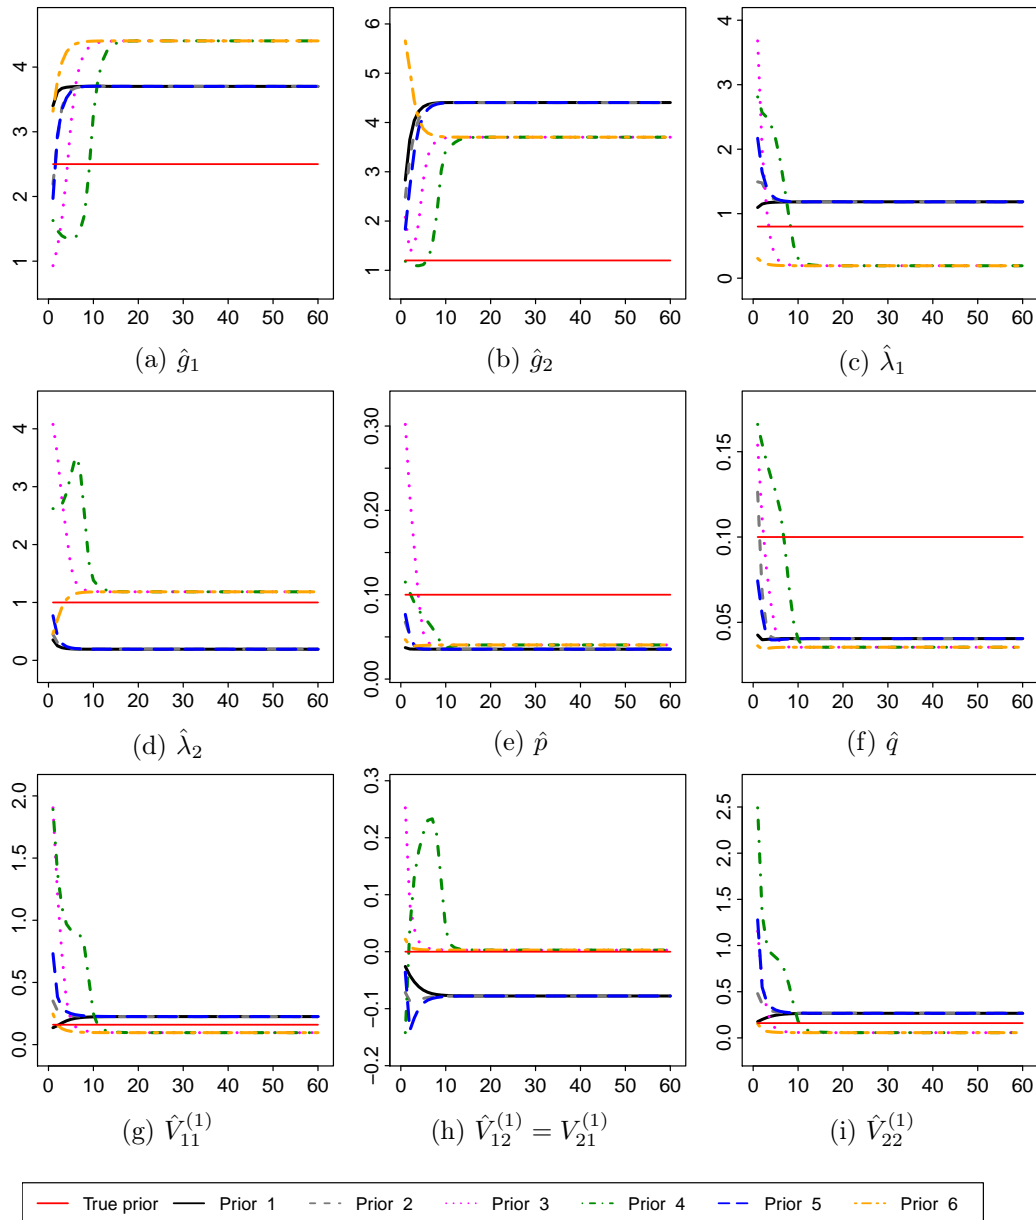 1 2 3 4
0 10 20 30 40 50 60
(a) ĝ1
1 2 3 4 5 6
0 10 20 30 40 50 60
(b) ĝ2
0 1 2 3 4
0 10 20 30 40 50 60
(c) λ̂1
0 1 2 3 4
0 10 20 30 40 50 60
(d) λ̂2
0.00 0.10 0.20 0.30
0 10 20 30 40 50 60
(e) p̂
0.05 0.10 0.15
0 10 20 30 40 50 60
(f) q̂
0.0 0.5 1.0 1.5 2.0
0 10 20 30 40 50 60
(g) V̂11^(1)
−0.2 −0.1 0.0 0.1 0.2 0.3
0 10 20 30 40 50 60
(h) V̂12^(1) = V21^(1)
0.0 0.5 1.0 1.5 2.0 2.5
0 10 20 30 40 50 60
(i) V̂22^(1)
True prior Prior 1 Prior 2 Prior 3 Prior 4 Prior 5 Prior 6